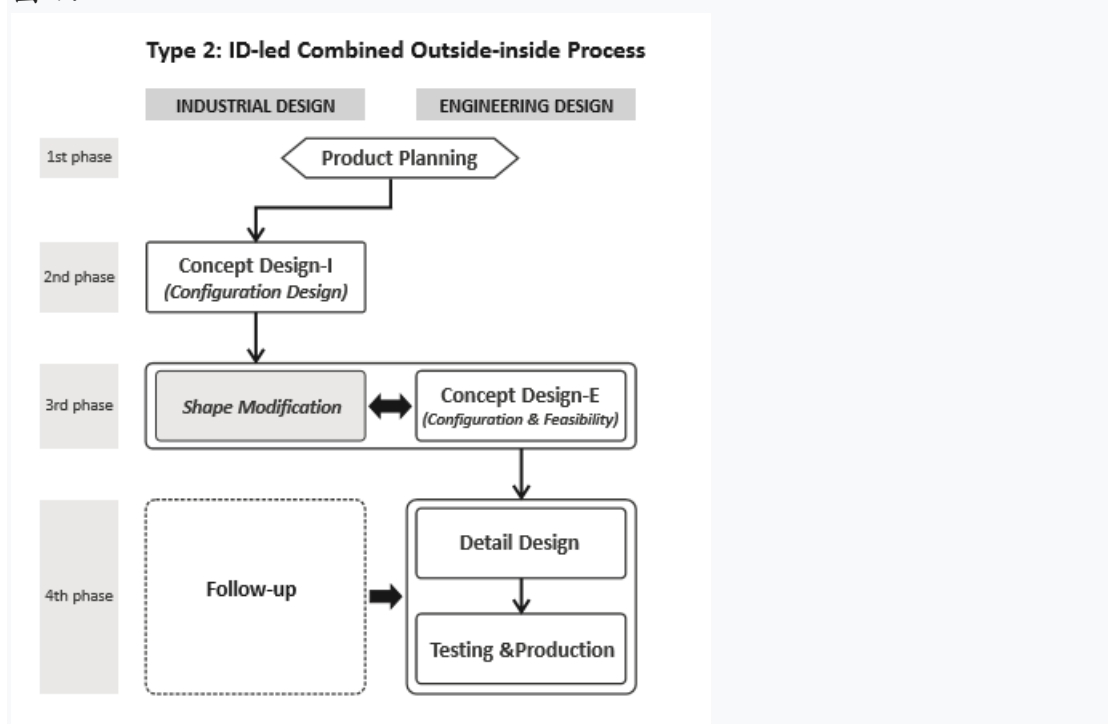 Type 2: ID-led Combined Outside-inside Process
INDUSTRIAL DESIGN
ENGINEERING DESIGN
1st phase
Product Planning
2nd phase
Concept Design-I
(Configuration Design)
3rd phase
Shape Modification
Concept Design-E
(Configuration & Feasibility)
4th phase
Follow-up
Detail Design
Testing &Production